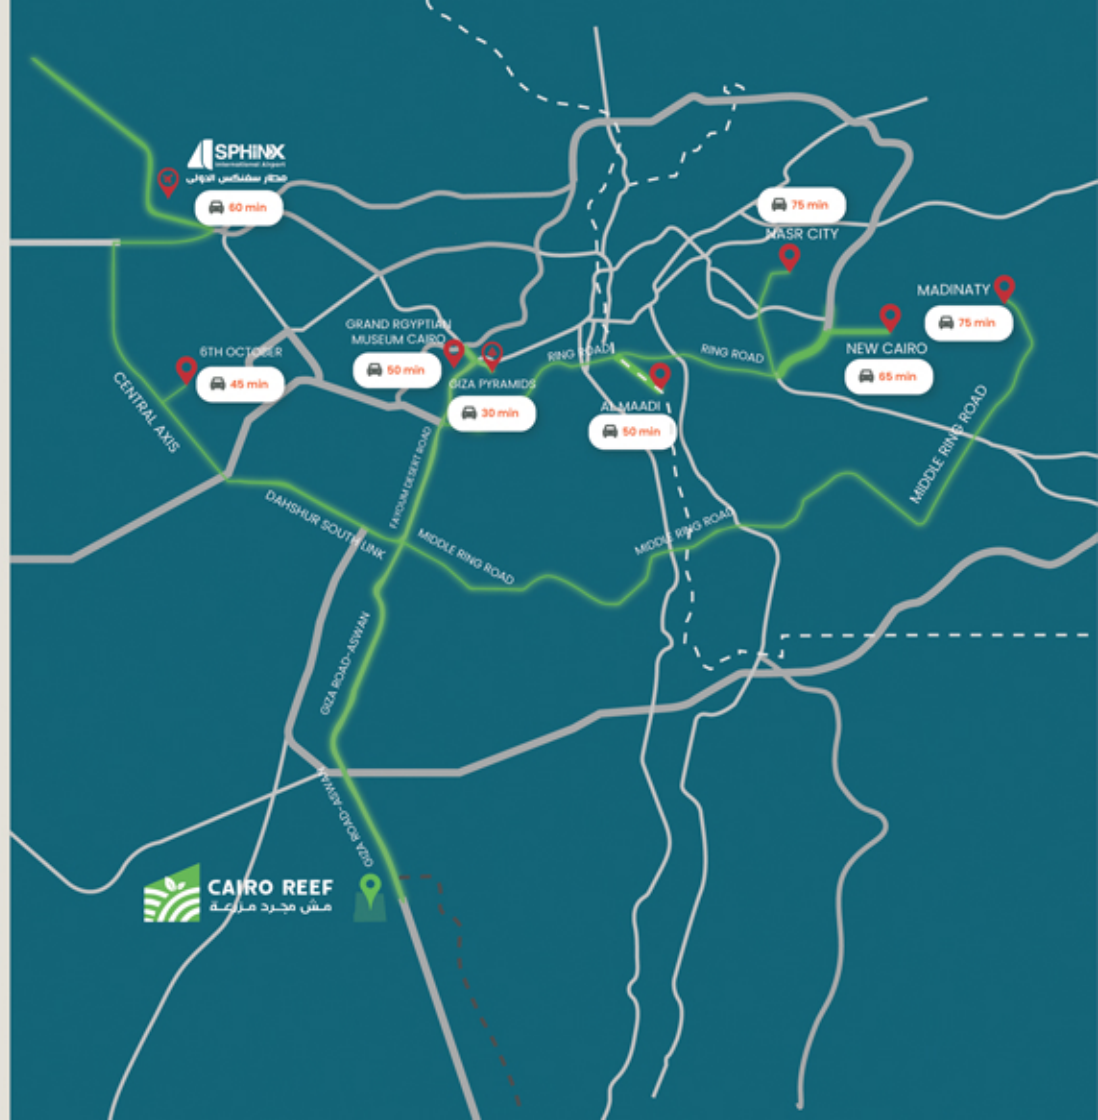 SPHINX
International Airport
مطار سفنكس الدولى
60 min
75 min
NASR CITY
MADINATY
75 min
GRAND RGYPTIAN
MUSEUM CAIRO
50 min
6TH OCTOBER
45 min
GIZA PYRAMIDS
30 min
RING ROAD
RING ROAD
NEW CAIRO
65 min
AL MAADI
50 min
CENTRAL AXIS
MIDDLE RING ROAD
FAYOUM DESERT ROAD
DAHSHUR SOUTH LINK
MIDDLE RING ROAD
MIDDLE RING ROAD
GIZA ROAD-ASWAN
GIZA ROAD-ASWAN
CAIRO REEF
مش مجرد مزرعة